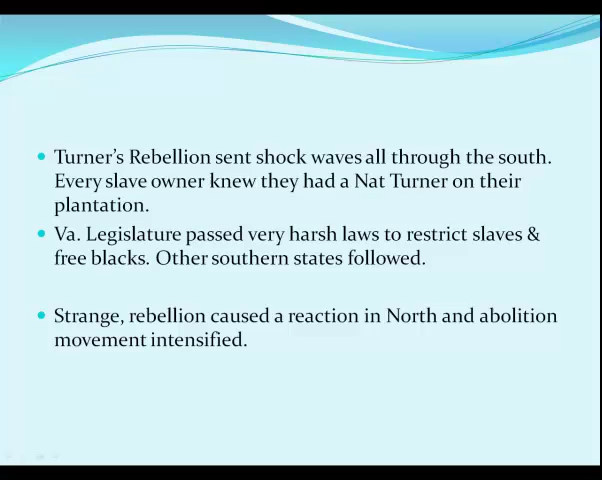 Turner's Rebellion sent shock waves all through the south.
Every slave owner knew they had a Nat Turner on their
plantation.
Va. Legislature passed very harsh laws to restrict slaves &
free blacks. Other southern states followed.
Strange, rebellion caused a reaction in North and abolition
movement intensified.